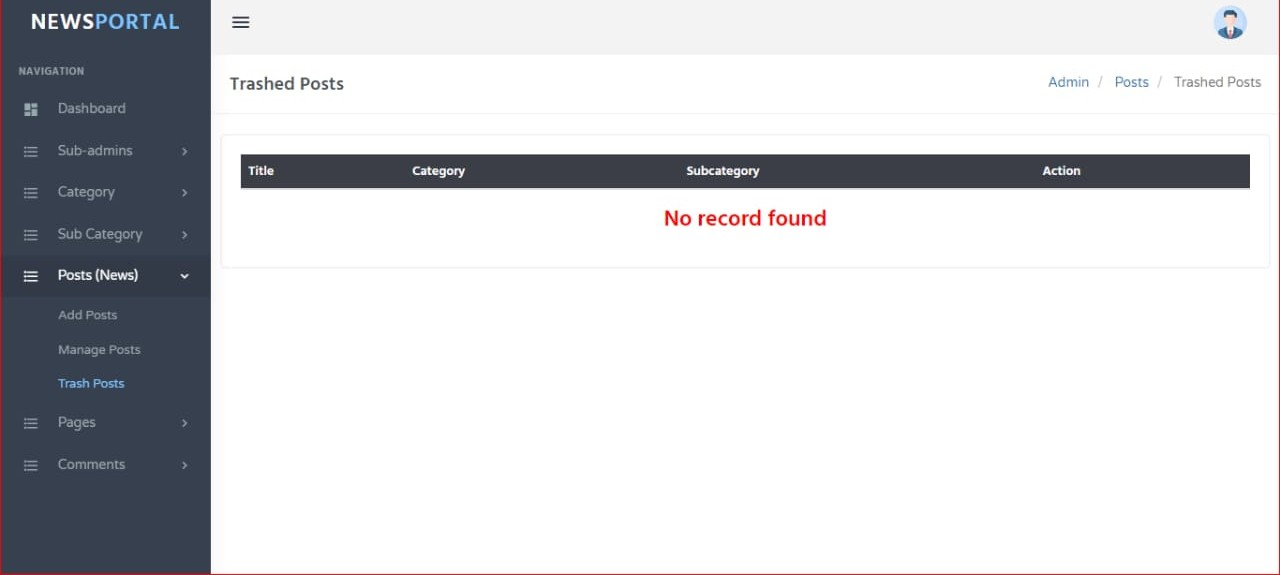 NEWSPORTAL
NAVIGATION
Dashboard
Sub-admins
Category
Sub Category
Posts (News)
Add Posts
Manage Posts
Trash Posts
Pages
Comments
Trashed Posts
Admin / Posts / Trashed Posts
Title Category Subcategory Action
No record found